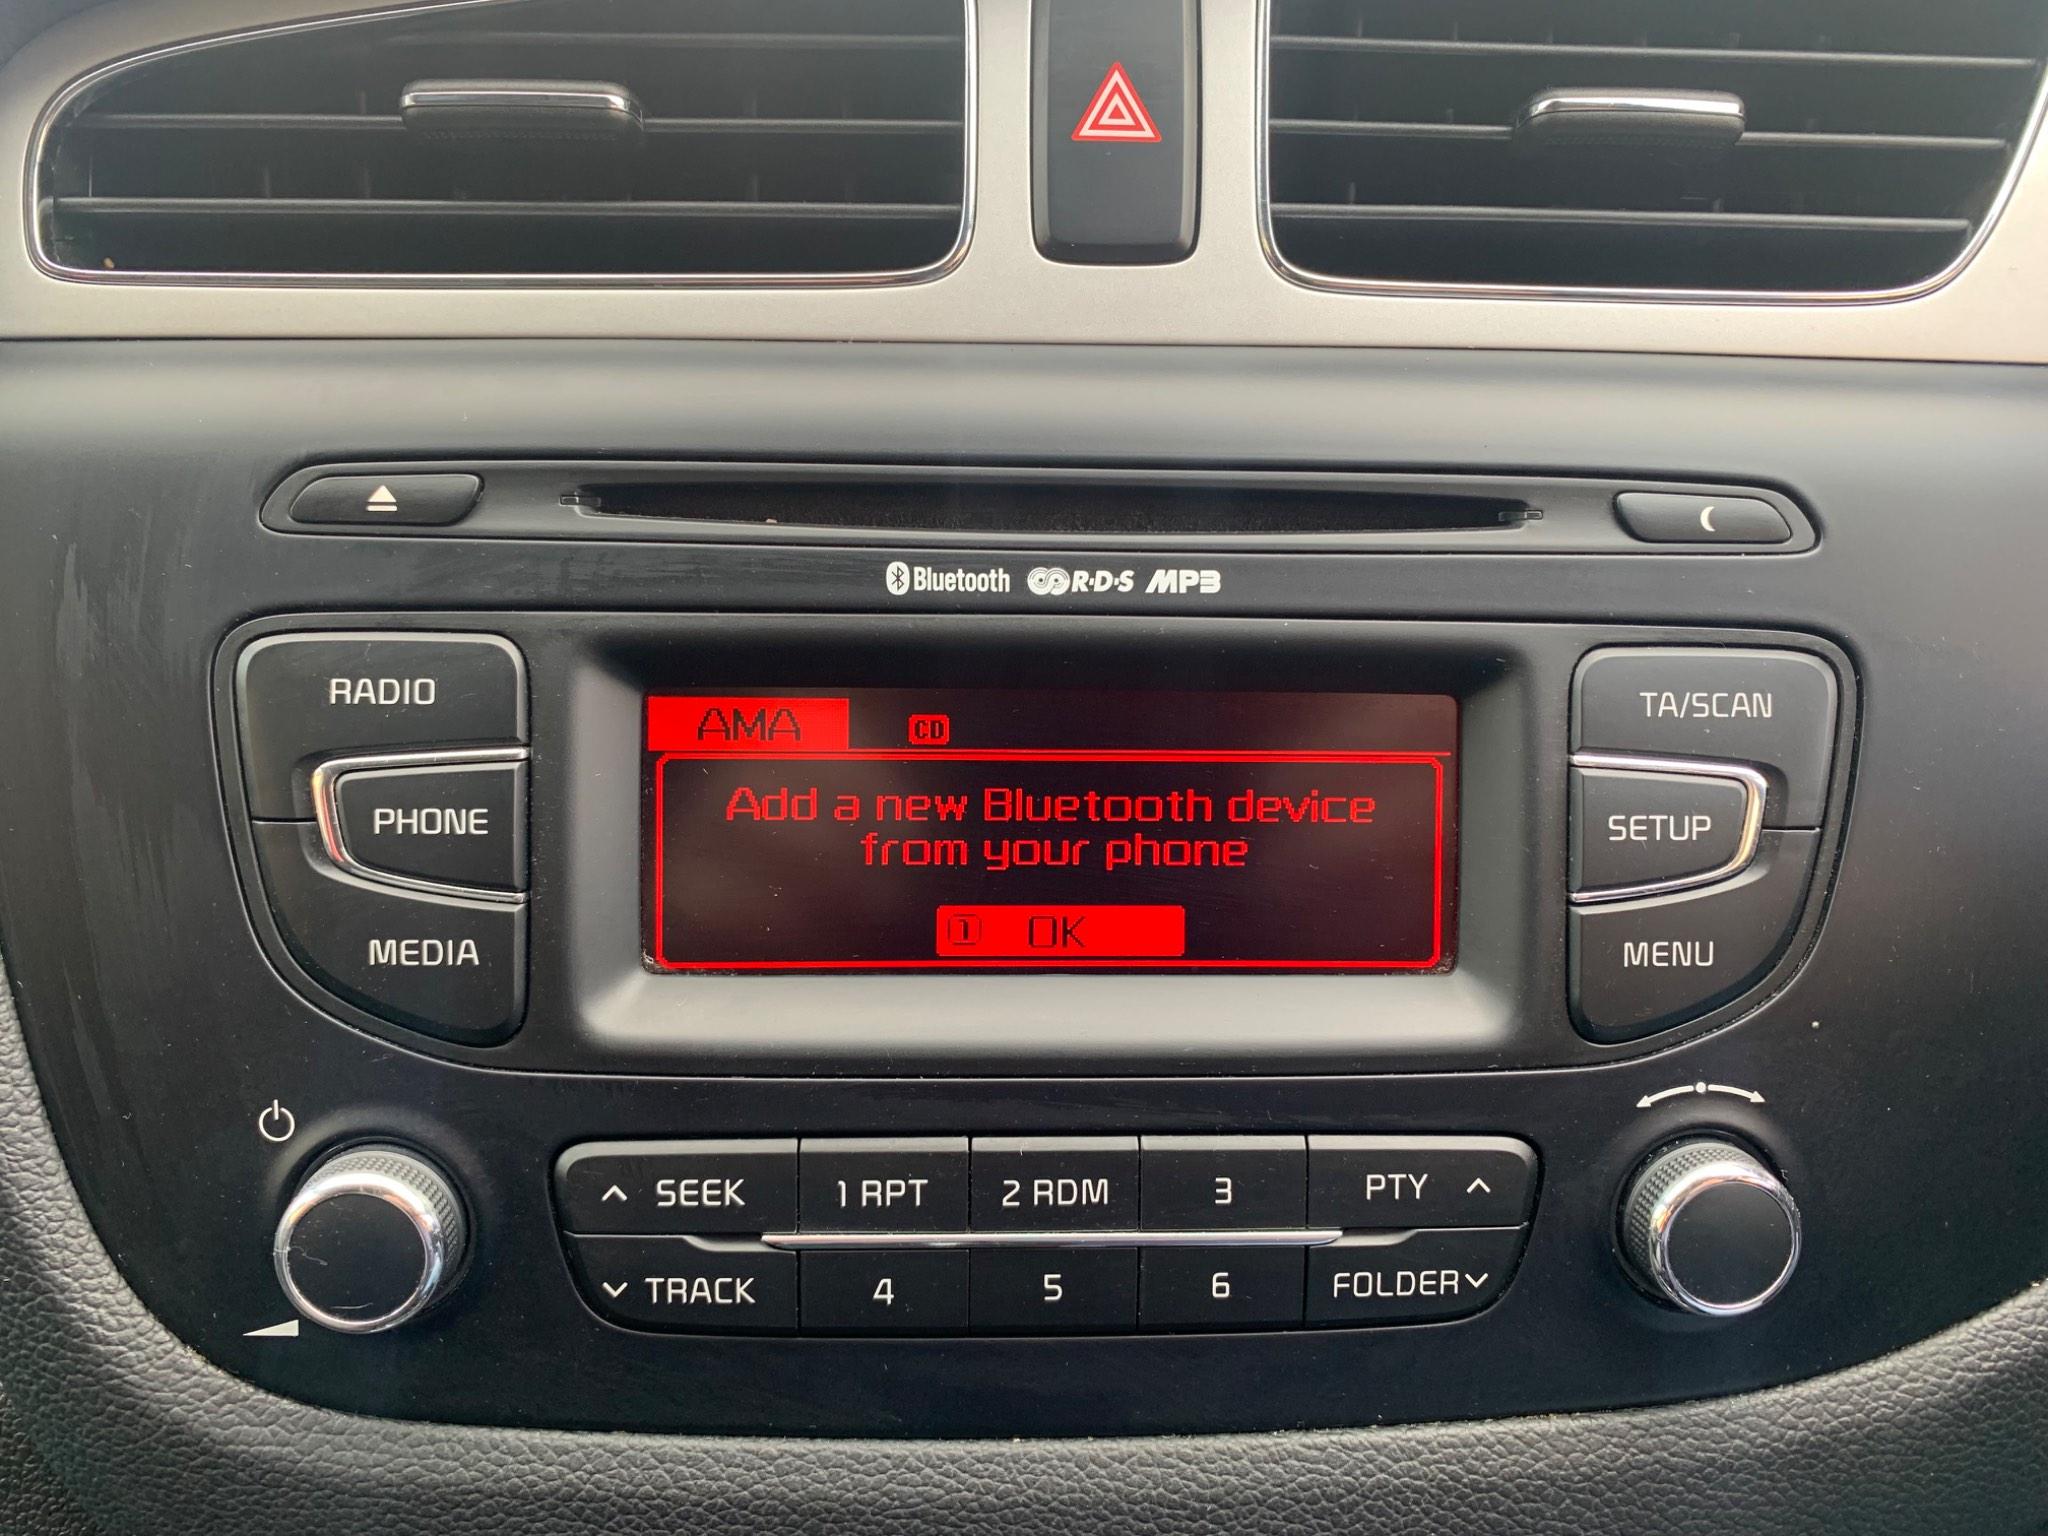 Bluetooth R·D·S MP3
RADIO
PHONE
MEDIA
AMA CD
Add a new Bluetooth device
from your phone
1 OK
TA/SCAN
SETUP
MENU
SEEK 1 RPT 2 RDM 3 PTY
TRACK 4 5 6 FOLDER